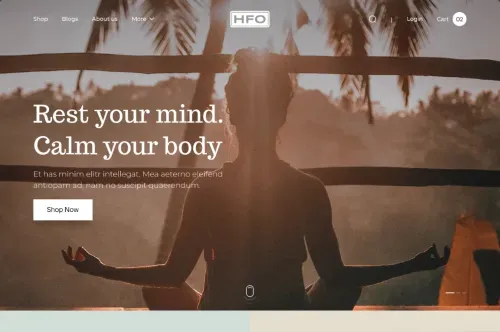 Shop Blogs About us More
HFO
Login Cart 02
Rest your mind.
Calm your body
Et has minim elitr intellegat. Mea aeterno eleifend
antiopam ad, nam no suscipit quaerendum.
Shop Now